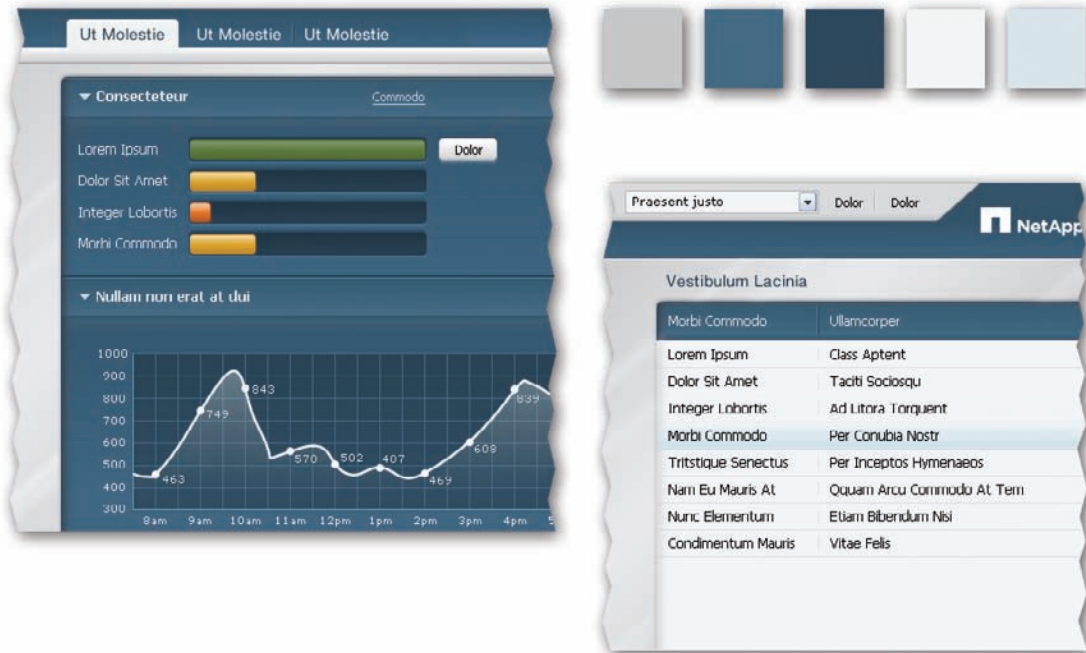 Ut Molestie Ut Molestie Ut Molestie
Consecteteur Commodo
Lorem Ipsum Dolor
Dolor Sit Amet
Integer Lobortis
Morbi Commodo
Nullam non erat at dui
1000
900
800
700
600
500
400
300
463
749
843
570
502
407
469
608
839
8am 9am 10am 11am 12pm 1pm 2pm 3pm 4pm 5
Praesent justo Dolor Dolor
NetApp
Vestibulum Lacinia
Morbi Commodo Ullamcorper
Lorem Ipsum Class Aptent
Dolor Sit Amet Taciti Sociosqu
Integer Lobortis Ad Litora Torquent
Morbi Commodo Per Conubia Nostr
Tritstique Senectus Per Inceptos Hymenaeos
Nam Eu Mauris At Qquam Arcu Commodo At Tem
Nunc Elementum Etiam Bibendum Nisi
Condimentum Mauris Vitae Felis